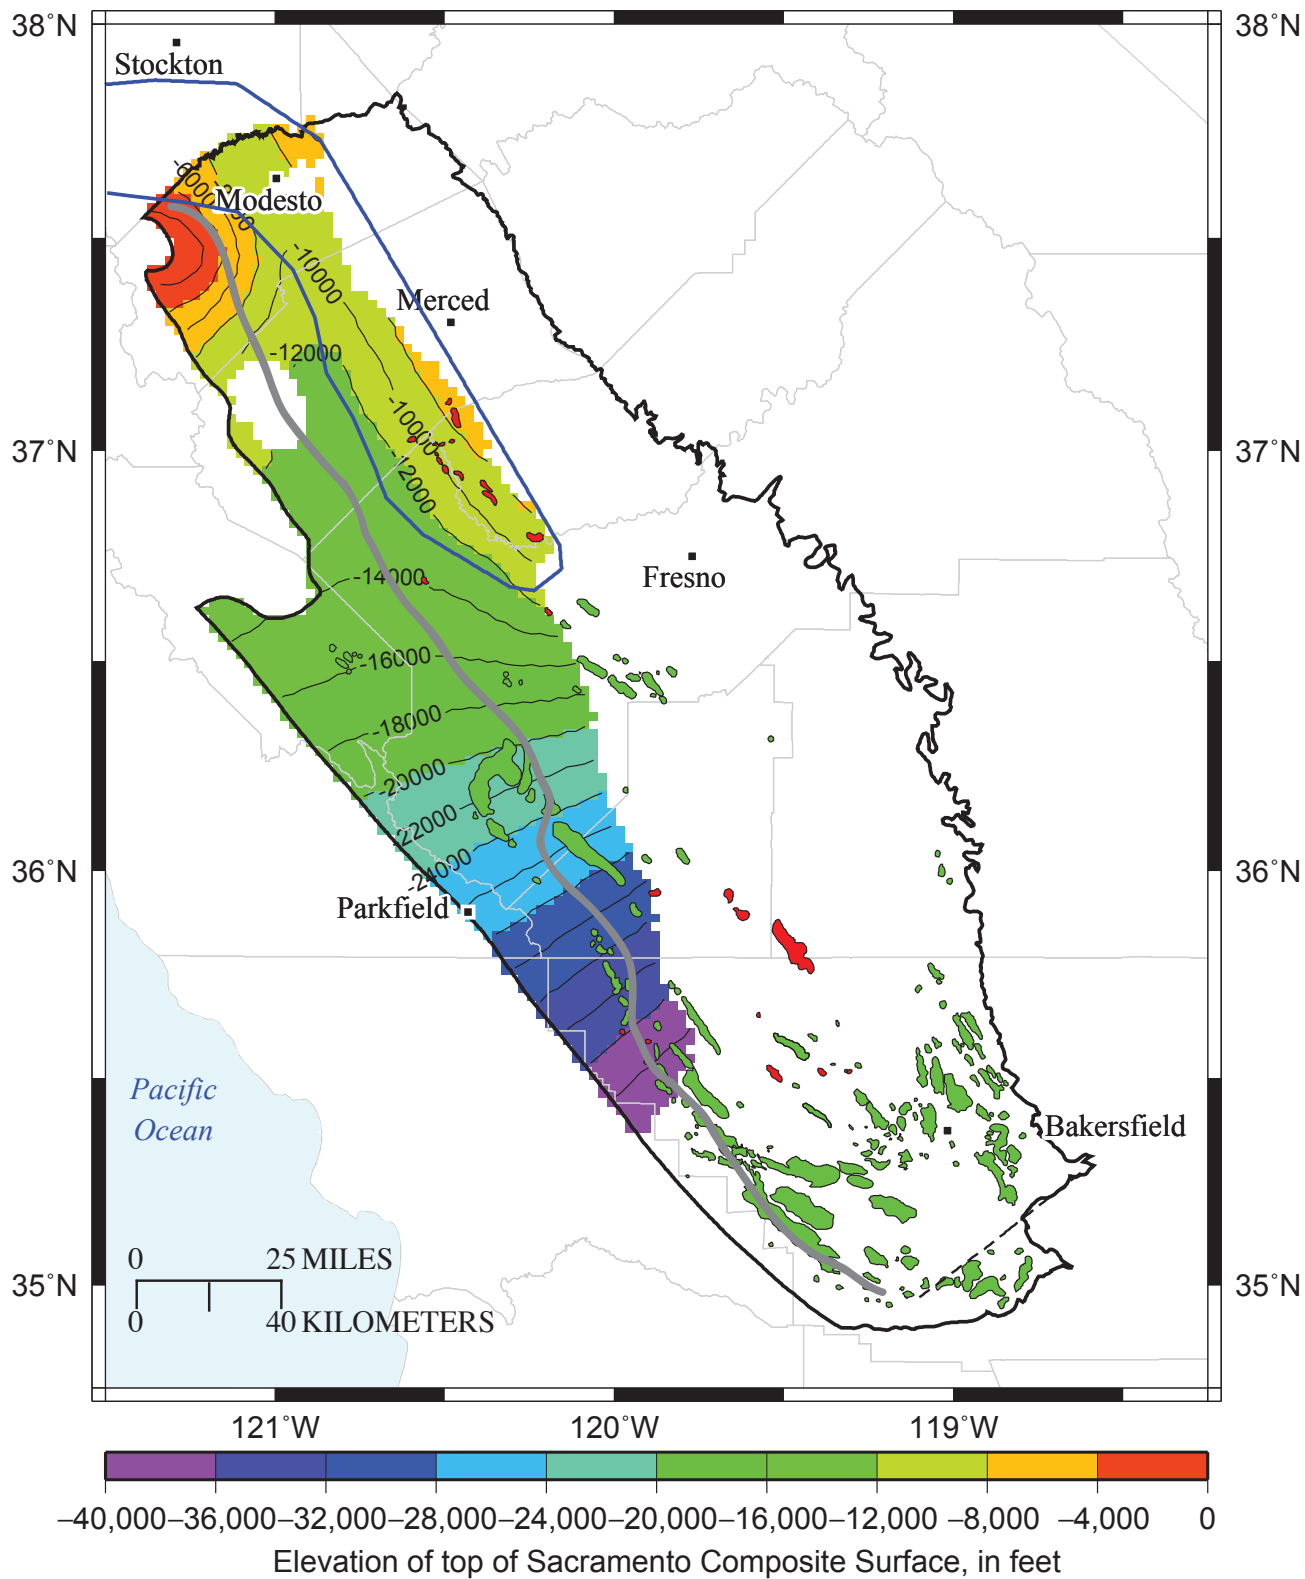 38˚N
38˚N
Stockton
-6000
Modesto
-10000
Merced
-12000
-10000
37˚N
37˚N
-12000
-14000
Fresno
-16000
-18000
-20000
-22000
-24000
36˚N
36˚N
Parkfield
Pacific
Ocean
Bakersfield
0
25 MILES
35˚N
35˚N
0
40 KILOMETERS
121˚W
120˚W
119˚W
–40,000
–36,000
–32,000
–28,000
–24,000
–20,000
–16,000
–12,000
–8,000
–4,000
0
Elevation of top of Sacramento Composite Surface, in feet